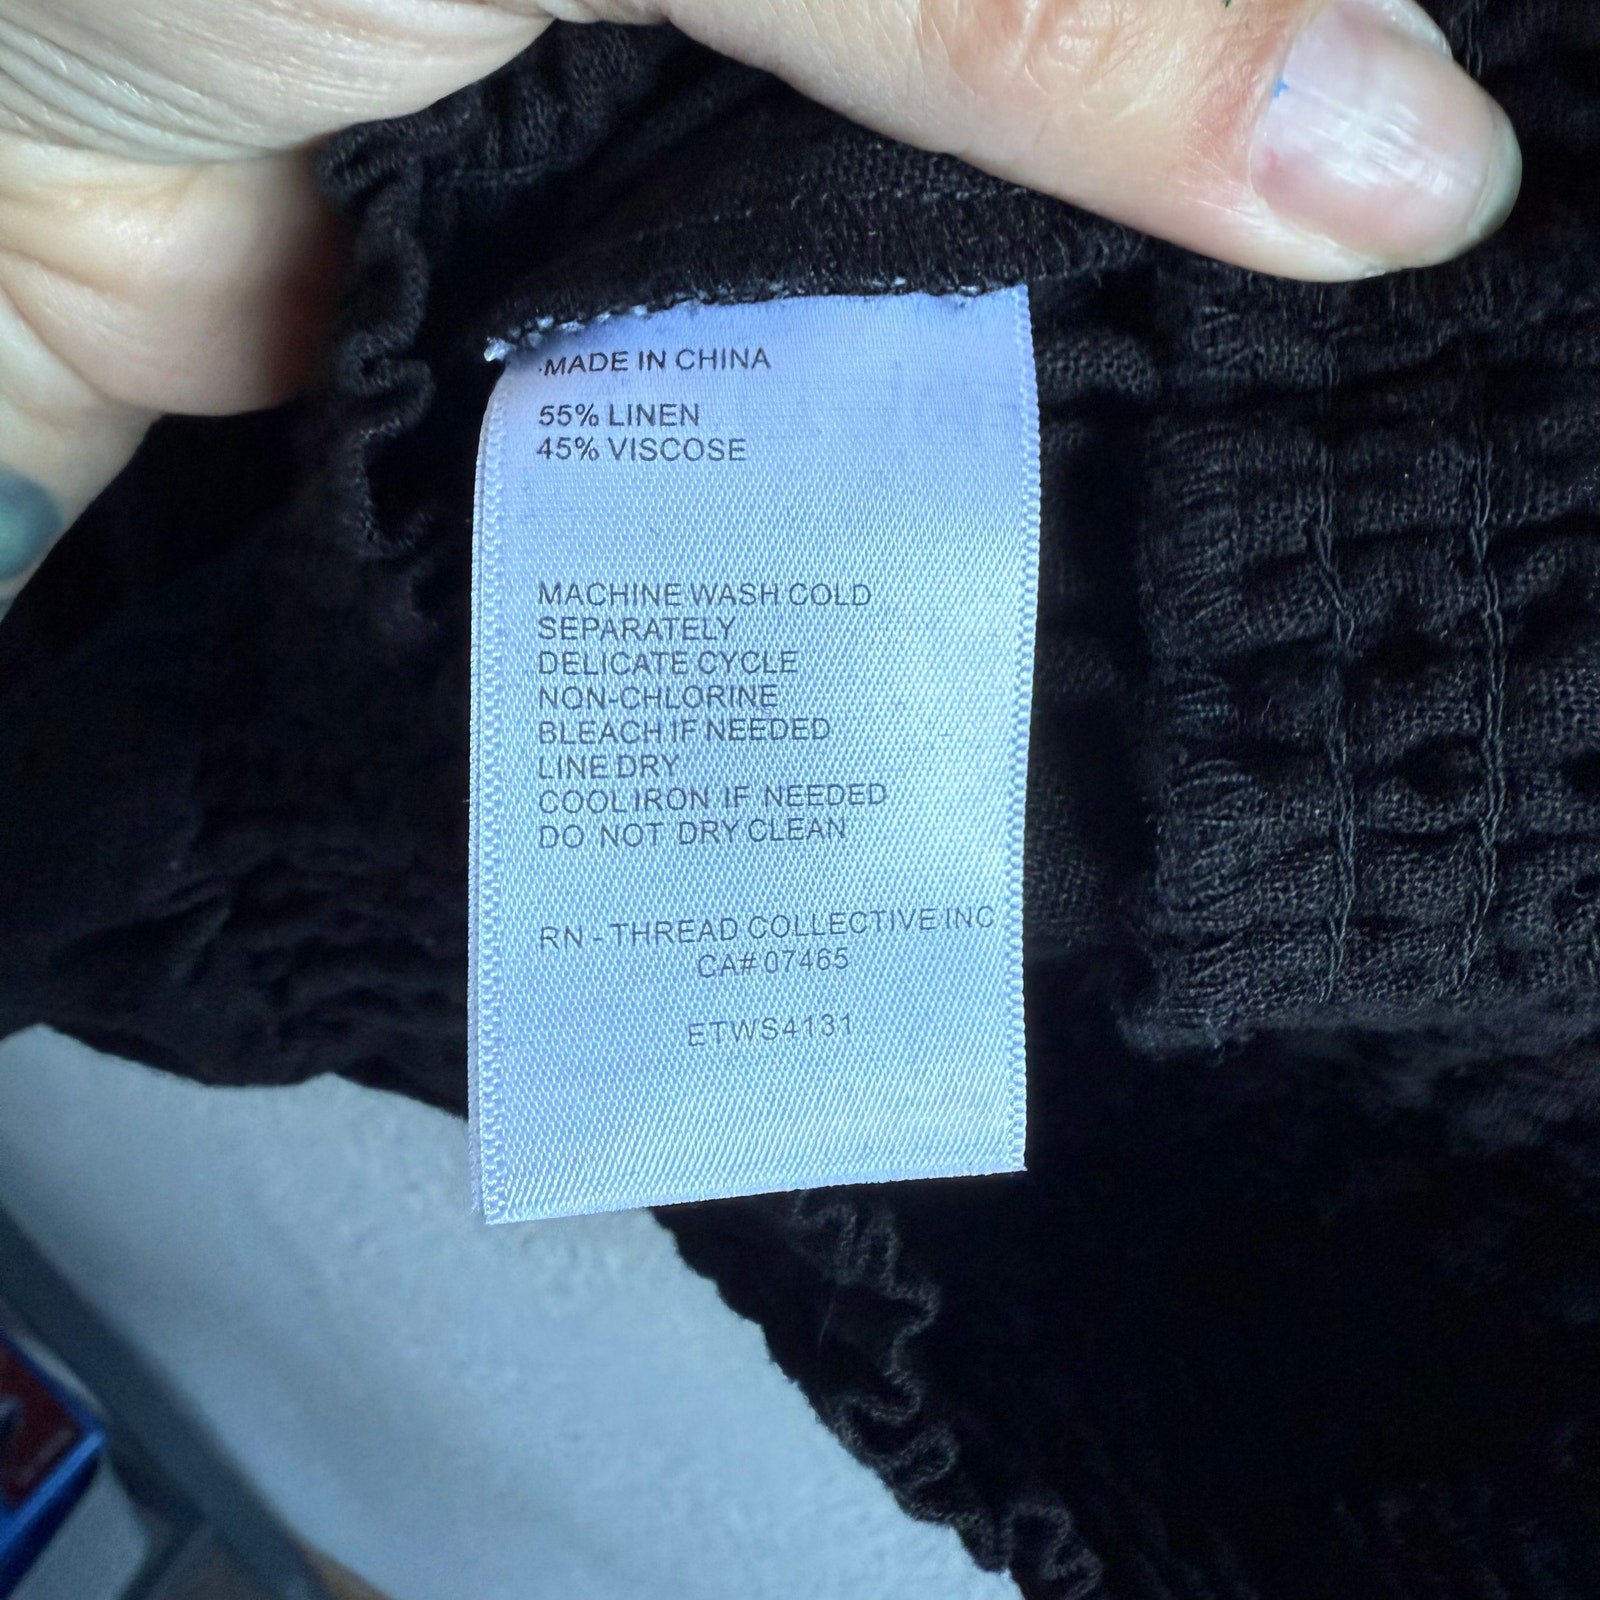 MADE IN CHINA
55% LINEN
45% VISCOSE
MACHINE WASH COLD
SEPARATELY
DELICATE CYCLE
NON-CHLORINE
BLEACH IF NEEDED
LINE DRY
COOL IRON IF NEEDED
DO NOT DRY CLEAN
RN - THREAD COLLECTIVE INC
CA# 07465
ETWS4131